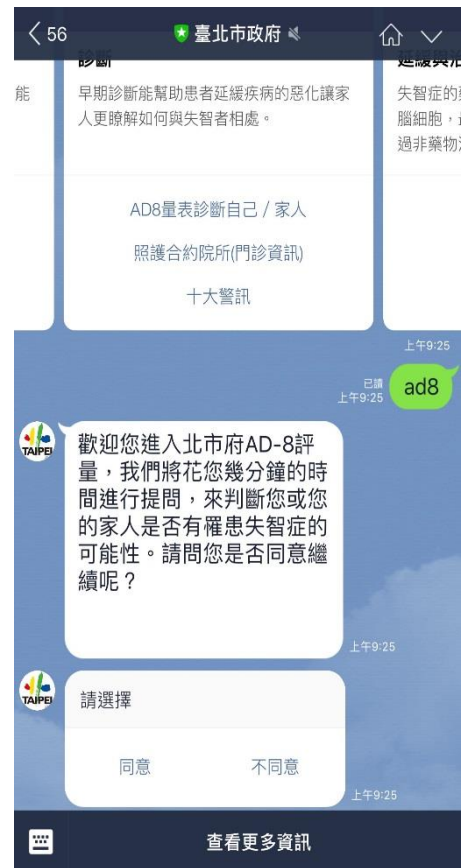 56
臺北市政府
診斷
早期診斷能幫助患者延緩疾病的惡化讓家
人更瞭解如何與失智者相處。
AD8量表診斷自己 / 家人
照護合約院所(門診資訊)
十大警訊
能
延緩與治
失智症的
腦細胞,
過非藥物
上午9:25
已讀
上午9:25
ad8
TAIPEI
歡迎您進入北市府AD-8評
量,我們將花您幾分鐘的時
間進行提問,來判斷您或您
的家人是否有罹患失智症的
可能性。請問您是否同意繼
續呢?
上午9:25
TAIPEI
請選擇
同意 不同意
上午9:25
查看更多資訊